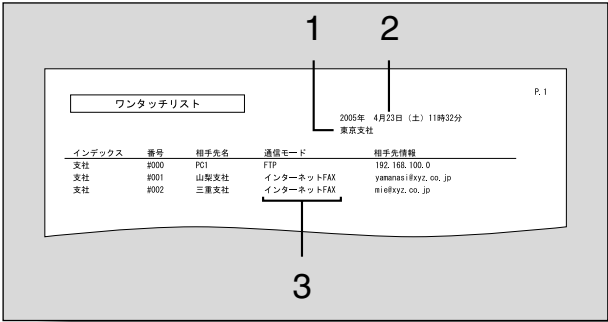 1 2
P. 1
ワンタッチリスト
2005年 4月23日（土）11時32分
東京支社
インデックス 番号 相手先名 通信モード 相手先情報
支社 #000 PC1 FTP 192.168.100.0
支社 #001 山梨支社 インターネットFAX yamanasi@xyz.co.jp
支社 #002 三重支社 インターネットFAX mie@xyz.co.jp
3